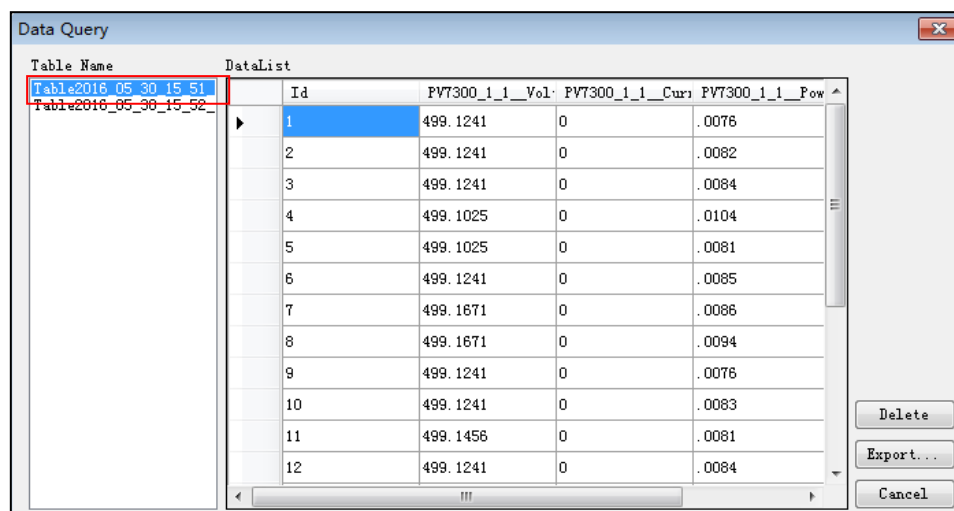 Data Query
Table Name DataList
Table2016_05_30_15_51_
Table2016_05_30_15_52_
Id PV7300_1_1__Vol PV7300_1_1__Curr PV7300_1_1__Pow
1 499.1241 0 .0076
2 499.1241 0 .0082
3 499.1241 0 .0084
4 499.1025 0 .0104
5 499.1025 0 .0081
6 499.1241 0 .0085
7 499.1671 0 .0086
8 499.1671 0 .0094
9 499.1241 0 .0076
10 499.1241 0 .0083
11 499.1456 0 .0081
12 499.1241 0 .0084
Delete
Export...
Cancel